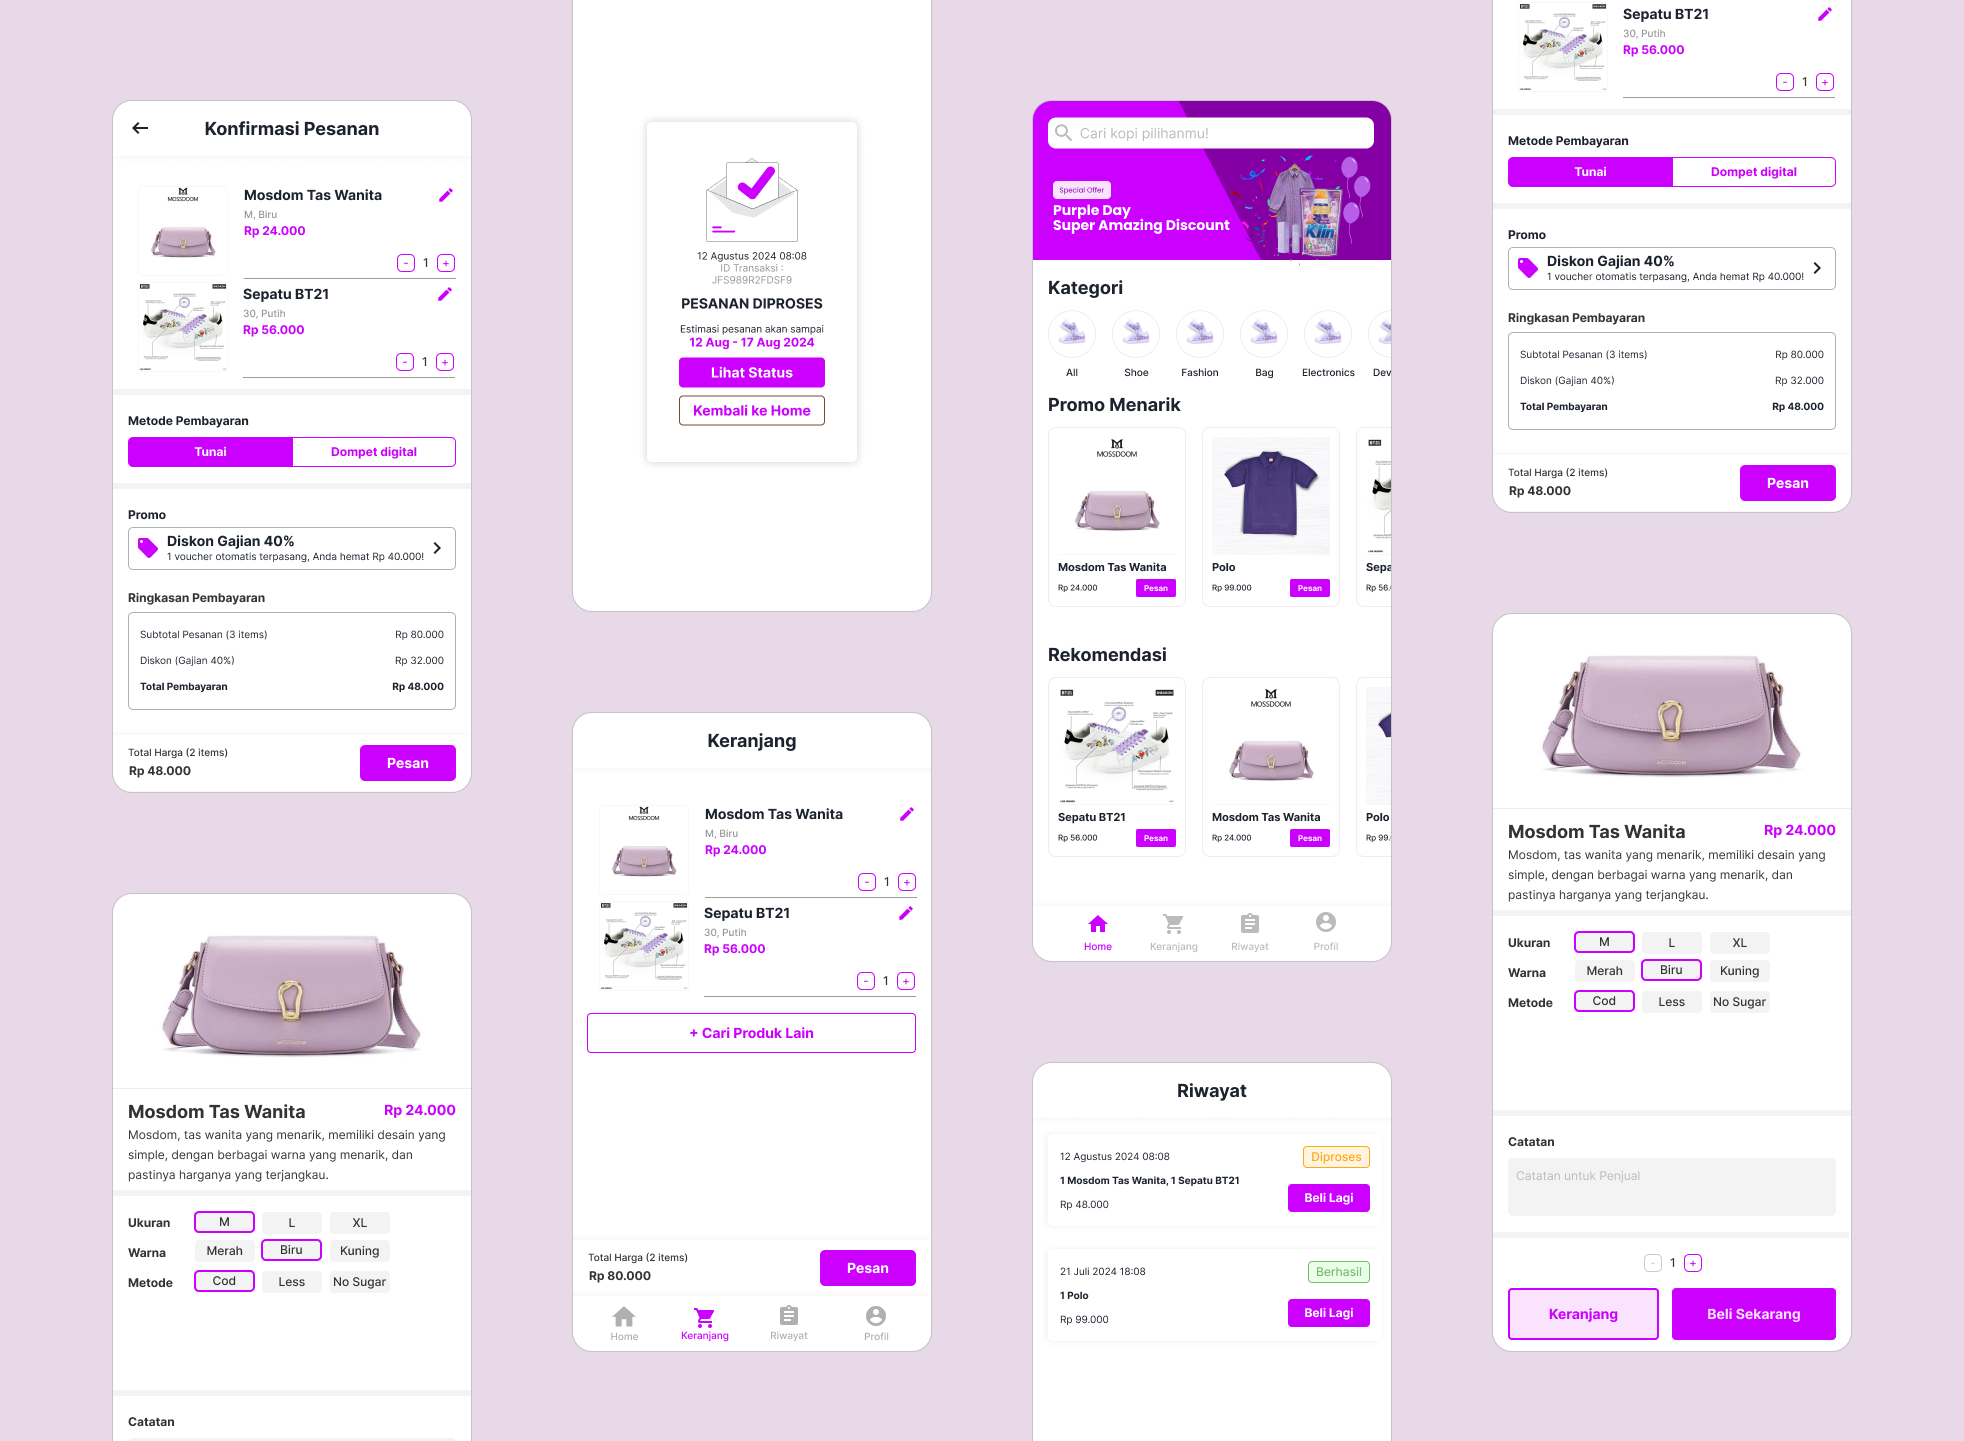 Konfirmasi Pesanan
MOSSDOOM
Mosdom Tas Wanita
M, Biru
Rp 24.000
- 1 +
BT21
Sepatu BT21
30, Putih
Rp 56.000
- 1 +
Metode Pembayaran
Tunai
Dompet digital
Promo
Diskon Gajian 40%
1 voucher otomatis terpasang, Anda hemat Rp 40.000!
Ringkasan Pembayaran
Subtotal Pesanan (3 items)
Rp 80.000
Diskon (Gajian 40%)
Rp 32.000
Total Pembayaran
Rp 48.000
Total Harga (2 items)
Rp 48.000
Pesan
MOSSDOOM
Mosdom Tas Wanita
Rp 24.000
Mosdom, tas wanita yang menarik, memiliki desain yang
simple, dengan berbagai warna yang menarik, dan
pastinya harganya yang terjangkau.
Ukuran
M
L
XL
Warna
Merah
Biru
Kuning
Metode
Cod
Less
No Sugar
Catatan
12 Agustus 2024 08:08
ID Transaksi :
JFS989R2FDSF9
PESANAN DIPROSES
Estimasi pesanan akan sampai
12 Aug - 17 Aug 2024
Lihat Status
Kembali ke Home
Keranjang
MOSSDOOM
Mosdom Tas Wanita
M, Biru
Rp 24.000
- 1 +
BT21
Sepatu BT21
30, Putih
Rp 56.000
- 1 +
+ Cari Produk Lain
Total Harga (2 items)
Rp 80.000
Pesan
Home
Keranjang
Riwayat
Profil
Cari kopi pilihanmu!
Special Offer
Purple Day
Super Amazing Discount
Klin
Kategori
All
Shoe
Fashion
Bag
Electronics
Dev
Promo Menarik
MOSSDOOM
Mosdom Tas Wanita
Rp 24.000
Pesan
Polo
Rp 99.000
Pesan
BT21
Sepa
Rp 56.
Rekomendasi
BT21
Sepatu BT21
Rp 56.000
Pesan
MOSSDOOM
Mosdom Tas Wanita
Rp 24.000
Pesan
Polo
Rp 99.
Home
Keranjang
Riwayat
Profil
Riwayat
12 Agustus 2024 08:08
Diproses
1 Mosdom Tas Wanita, 1 Sepatu BT21
Rp 48.000
Beli Lagi
21 Juli 2024 18:08
Berhasil
1 Polo
Rp 99.000
Beli Lagi
BT21
Sepatu BT21
30, Putih
Rp 56.000
- 1 +
Metode Pembayaran
Tunai
Dompet digital
Promo
Diskon Gajian 40%
1 voucher otomatis terpasang, Anda hemat Rp 40.000!
Ringkasan Pembayaran
Subtotal Pesanan (3 items)
Rp 80.000
Diskon (Gajian 40%)
Rp 32.000
Total Pembayaran
Rp 48.000
Total Harga (2 items)
Rp 48.000
Pesan
MOSSDOOM
Mosdom Tas Wanita
Rp 24.000
Mosdom, tas wanita yang menarik, memiliki desain yang
simple, dengan berbagai warna yang menarik, dan
pastinya harganya yang terjangkau.
Ukuran
M
L
XL
Warna
Merah
Biru
Kuning
Metode
Cod
Less
No Sugar
Catatan
Catatan untuk Penjual
- 1 +
Keranjang
Beli Sekarang